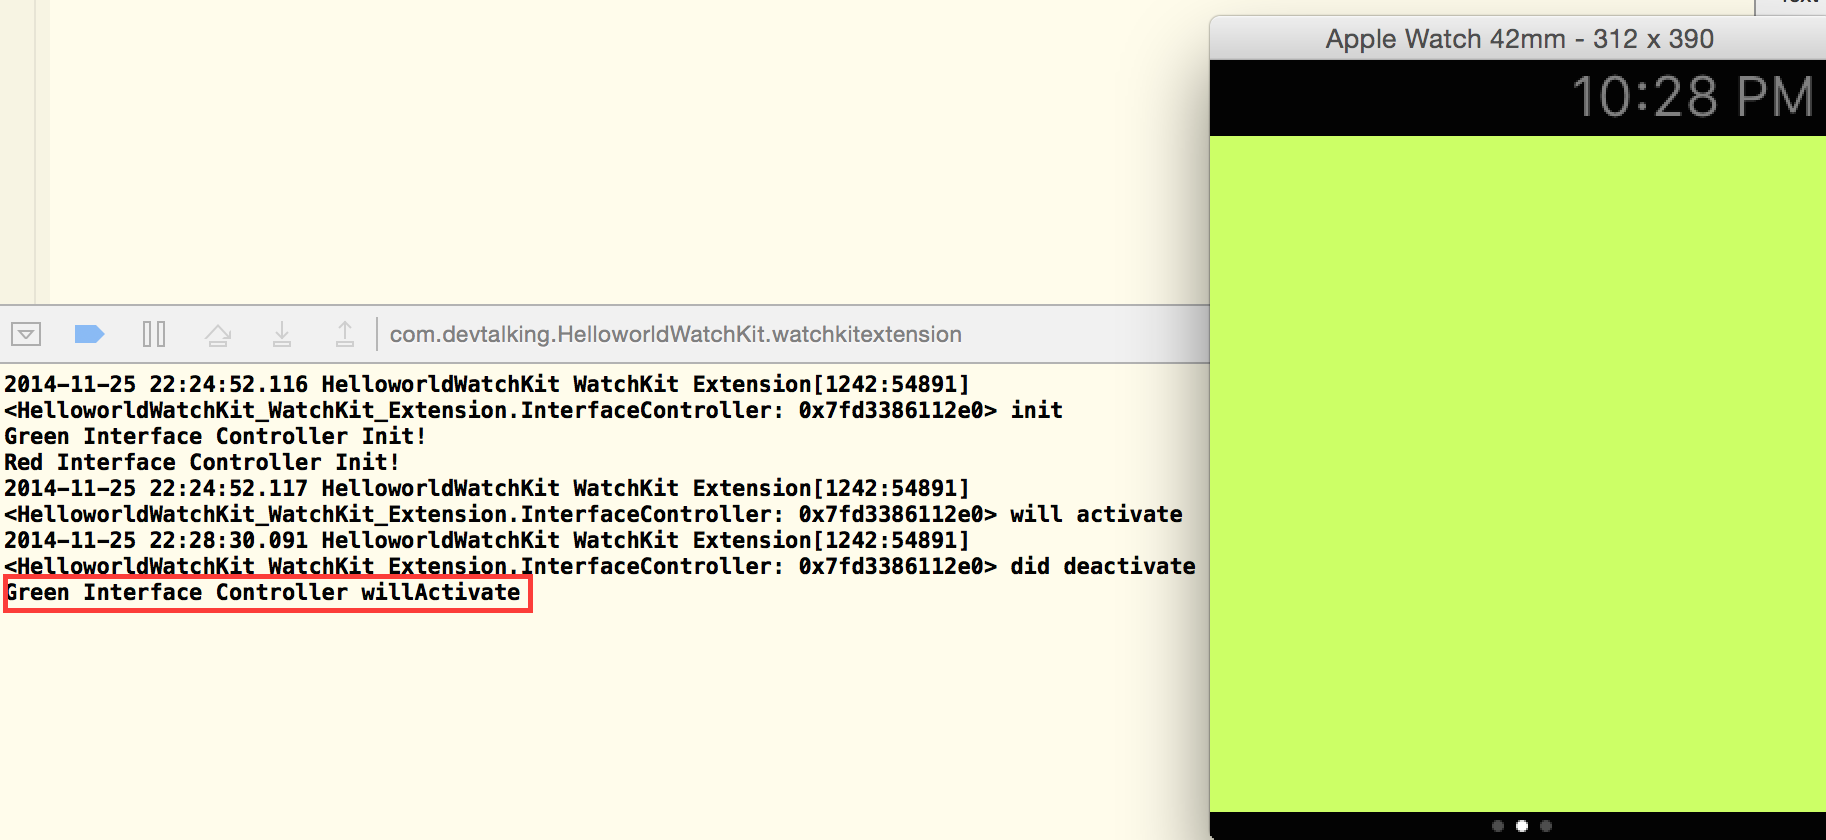 Apple Watch 42mm - 312 x 390
10:28 PM
com.devtalking.HelloworldWatchKit.watchkitextension
2014-11-25 22:24:52.116 HelloworldWatchKit WatchKit Extension[1242:54891]
<HelloworldWatchKit_WatchKit_Extension.InterfaceController: 0x7fd3386112e0> init
Green Interface Controller Init!
Red Interface Controller Init!
2014-11-25 22:24:52.117 HelloworldWatchKit WatchKit Extension[1242:54891]
<HelloworldWatchKit_WatchKit_Extension.InterfaceController: 0x7fd3386112e0> will activate
2014-11-25 22:28:30.091 HelloworldWatchKit WatchKit Extension[1242:54891]
<HelloworldWatchKit_WatchKit_Extension.InterfaceController: 0x7fd3386112e0> did deactivate
Green Interface Controller willActivate